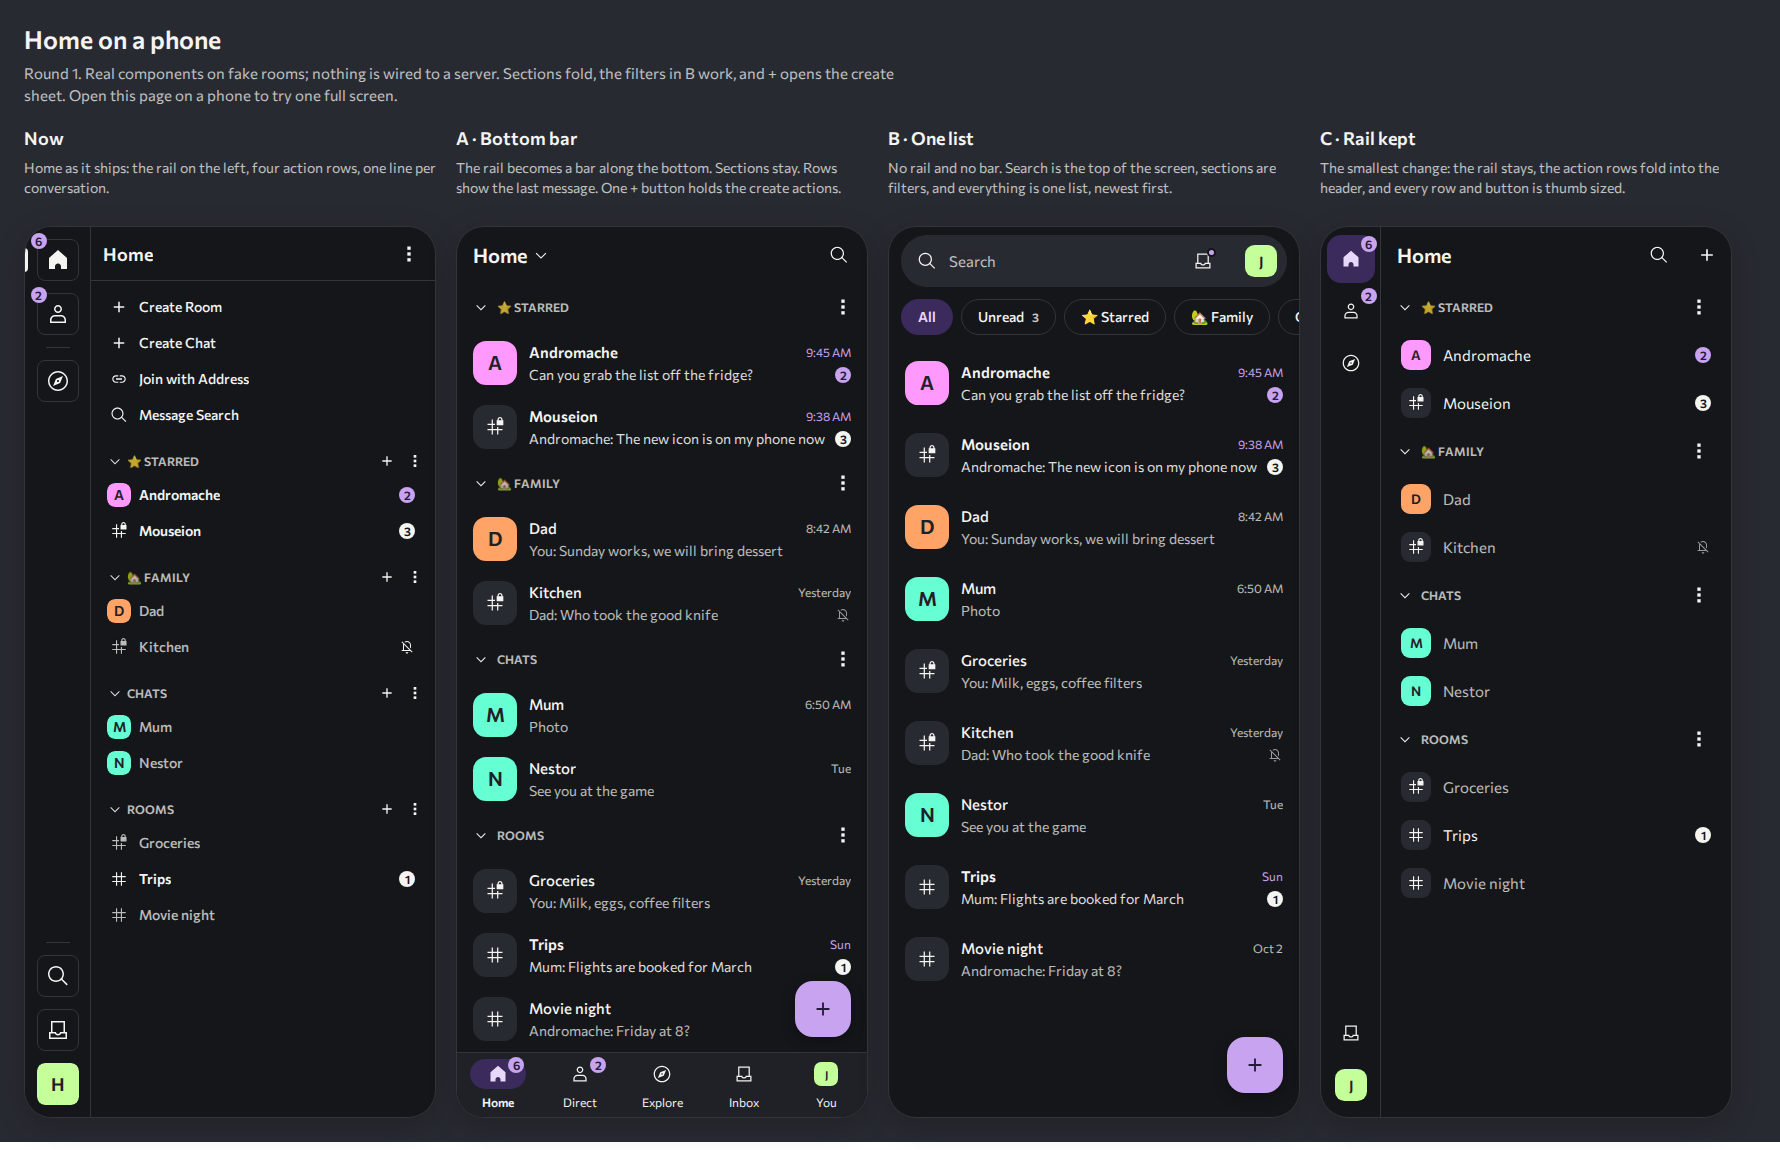 Home on a phone
Round 1. Real components on fake rooms; nothing is wired to a server. Sections fold, the filters in B work, and + opens the create
sheet. Open this page on a phone to try one full screen.
Now
Home as it ships: the rail on the left, four action rows, one line per
conversation.
6
Home
2
+ Create Room
+ Create Chat
Join with Address
Message Search
⭐ STARRED +
A Andromache 2
Mouseion 3
🏡 FAMILY +
D Dad
Kitchen
CHATS +
M Mum
N Nestor
ROOMS +
Groceries
Trips 1
Movie night
H
A · Bottom bar
The rail becomes a bar along the bottom. Sections stay. Rows
show the last message. One + button holds the create actions.
Home
⭐ STARRED
A Andromache 9:45 AM
Can you grab the list off the fridge? 2
Mouseion 9:38 AM
Andromache: The new icon is on my phone now 3
🏡 FAMILY
D Dad 8:42 AM
You: Sunday works, we will bring dessert
Kitchen Yesterday
Dad: Who took the good knife
CHATS
M Mum 6:50 AM
Photo
N Nestor Tue
See you at the game
ROOMS
Groceries Yesterday
You: Milk, eggs, coffee filters
Trips Sun
Mum: Flights are booked for March 1
Movie night
Andromache: Friday at 8?
+
6 2 J
Home Direct Explore Inbox You
B · One list
No rail and no bar. Search is the top of the screen, sections are
filters, and everything is one list, newest first.
Search J
All Unread 3 ⭐ Starred 🏡 Family
A Andromache 9:45 AM
Can you grab the list off the fridge? 2
Mouseion 9:38 AM
Andromache: The new icon is on my phone now 3
D Dad 8:42 AM
You: Sunday works, we will bring dessert
M Mum 6:50 AM
Photo
Groceries Yesterday
You: Milk, eggs, coffee filters
Kitchen Yesterday
Dad: Who took the good knife
N Nestor Tue
See you at the game
Trips Sun
Mum: Flights are booked for March 1
Movie night Oct 2
Andromache: Friday at 8?
+
C · Rail kept
The smallest change: the rail stays, the action rows fold into the
header, and every row and button is thumb sized.
6
Home +
2
⭐ STARRED
A Andromache 2
Mouseion 3
🏡 FAMILY
D Dad
Kitchen
CHATS
M Mum
N Nestor
ROOMS
Groceries
Trips 1
Movie night
J